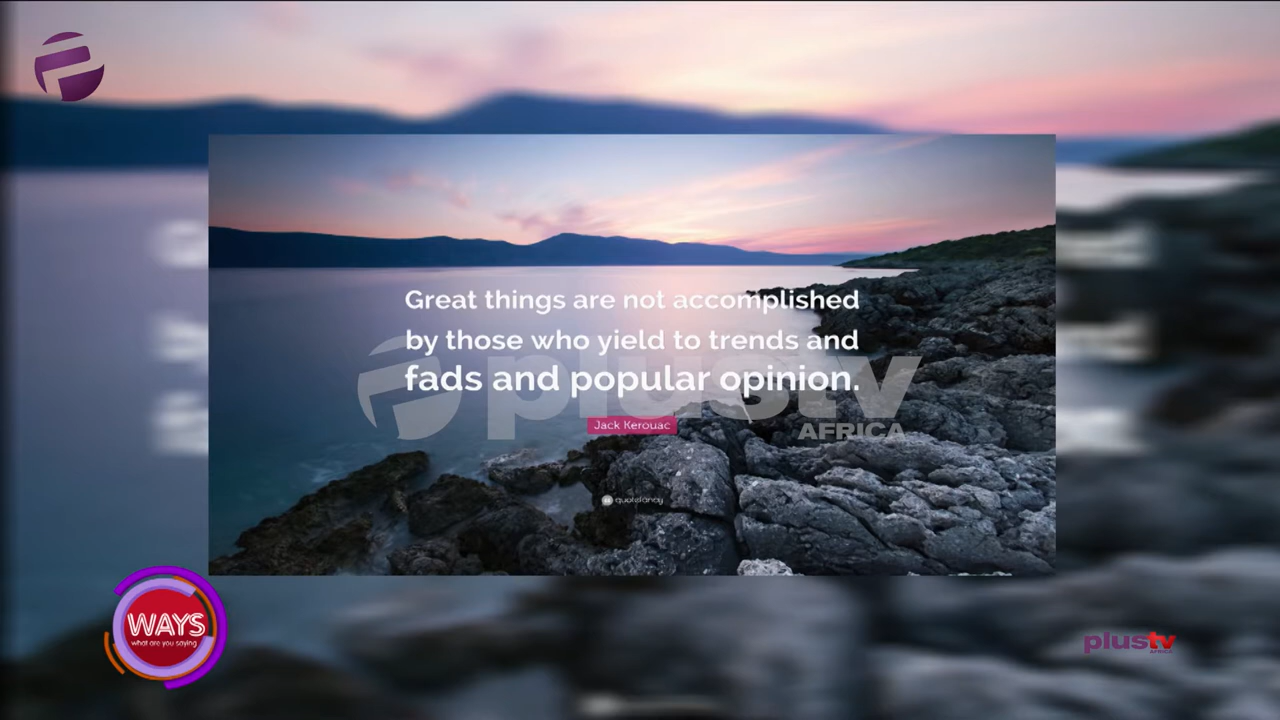 Great things are not accomplished
by those who yield to trends and
fads and popular opinion.
plustv
AFRICA
Jack Kerouac
quotefancy
WAYS
what are you saying
plustv
AFRICA